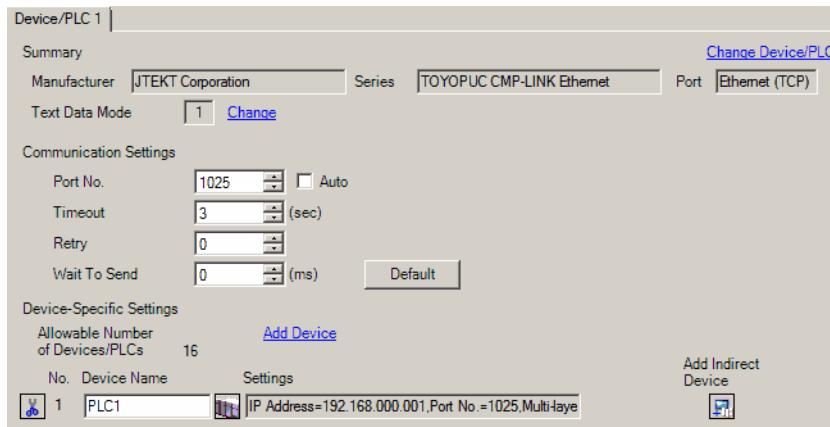 Device/PLC 1
Summary
Change Device/PLC
Manufacturer JTEKT Corporation Series TOYOPUC CMP-LINK Ethernet Port Ethernet (TCP)
Text Data Mode 1 Change
Communication Settings
Port No. 1025 Auto
Timeout 3 (sec)
Retry 0
Wait To Send 0 (ms) Default
Device-Specific Settings
Allowable Number
of Devices/PLCs 16
Add Device
Add Indirect
Device
No. Device Name Settings
1 PLC1 IP Address=192.168.000.001,Port No.=1025,Multi-laye